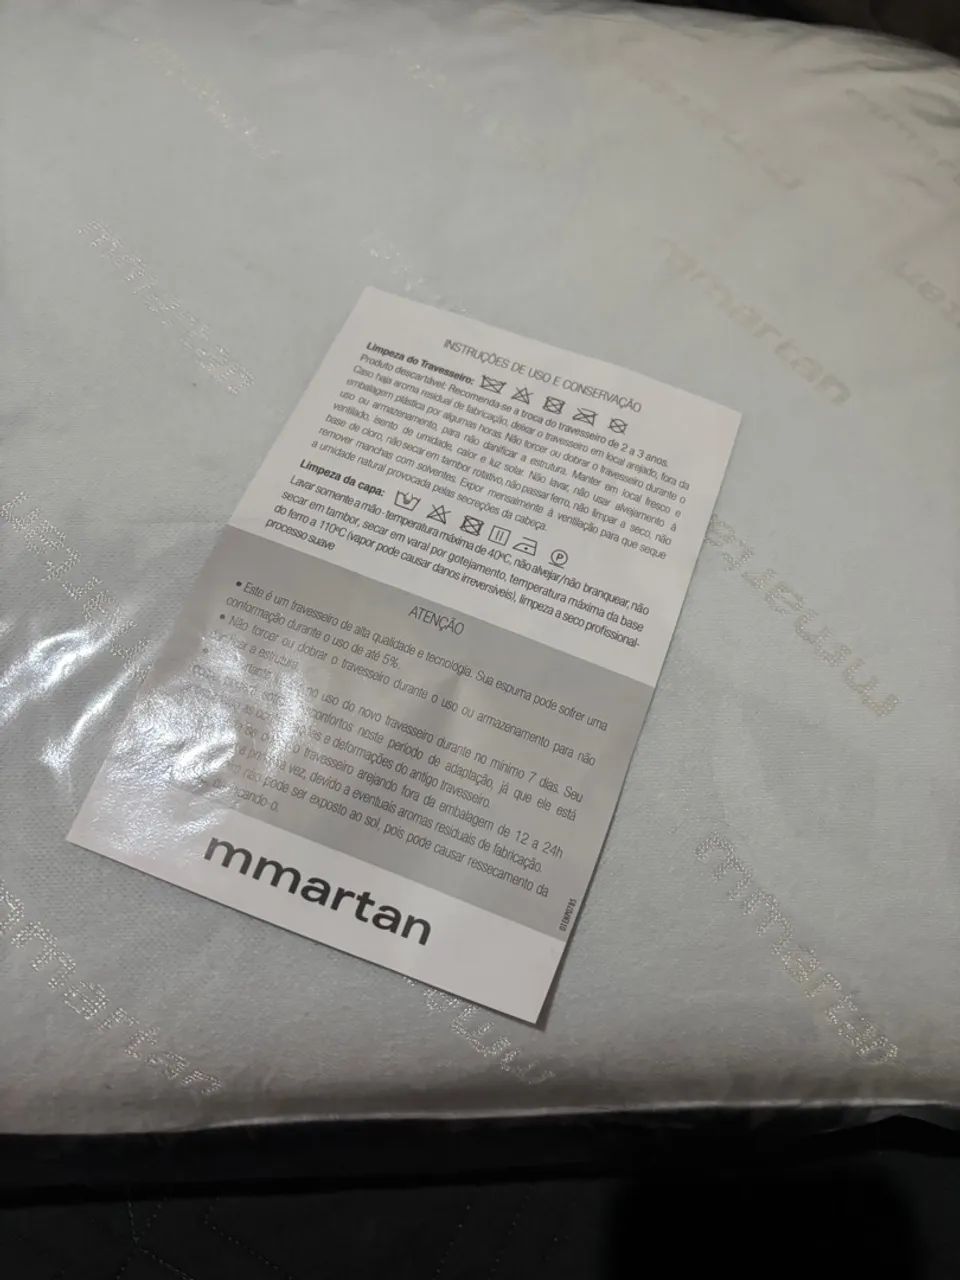 INSTRUÇÕES DE USO E CONSERVAÇÃO
Limpeza do Travesseiro:
Produto descartável: Recomenda-se a troca do travesseiro de 2 a 3 anos.
Caso haja aroma residual de fabricação, deixar o travesseiro em local arejado, fora da
embalagem plástica por algumas horas. Não torcer ou dobrar o travesseiro durante o
uso ou armazenamento, para não danificar a estrutura. Manter em local fresco e
ventilado, isento de umidade, calor e luz solar. Não lavar, não usar alvejamento à
base de cloro, não secar em tambor rotativo, não passar ferro, não limpar a seco, não
remover manchas com solventes. Expor mensalmente à ventilação para que seque
a umidade natural provocada pelas secreções da cabeça.
Limpeza da capa:
P
Lavar somente a mão - temperatura máxima de 40ºC, não alvejar/não branquear, não
secar em tambor, secar em varal por gotejamento, temperatura máxima da base
do ferro a 110ºC (vapor pode causar danos irreversíveis), limpeza a seco profissional-
processo suave
ATENÇÃO
• Este é um travesseiro de alta qualidade e tecnologia. Sua espuma pode sofrer uma
conformação durante o uso de até 5%.
• Não torcer ou dobrar o travesseiro durante o uso ou armazenamento para não
a estrutura.
no uso do novo travesseiro durante no mínimo 7 dias. Seu
desconfortos neste período de adaptação, já que ele está
e deformações do antigo travesseiro.
travesseiro arejando fora da embalagem de 12 a 24h
a vez, devido a eventuais aromas residuais de fabricação.
não pode ser exposto ao sol, pois pode causar ressecamento da
mmartan
mmartan
mmartan
mmartan
mmartan
mmartan